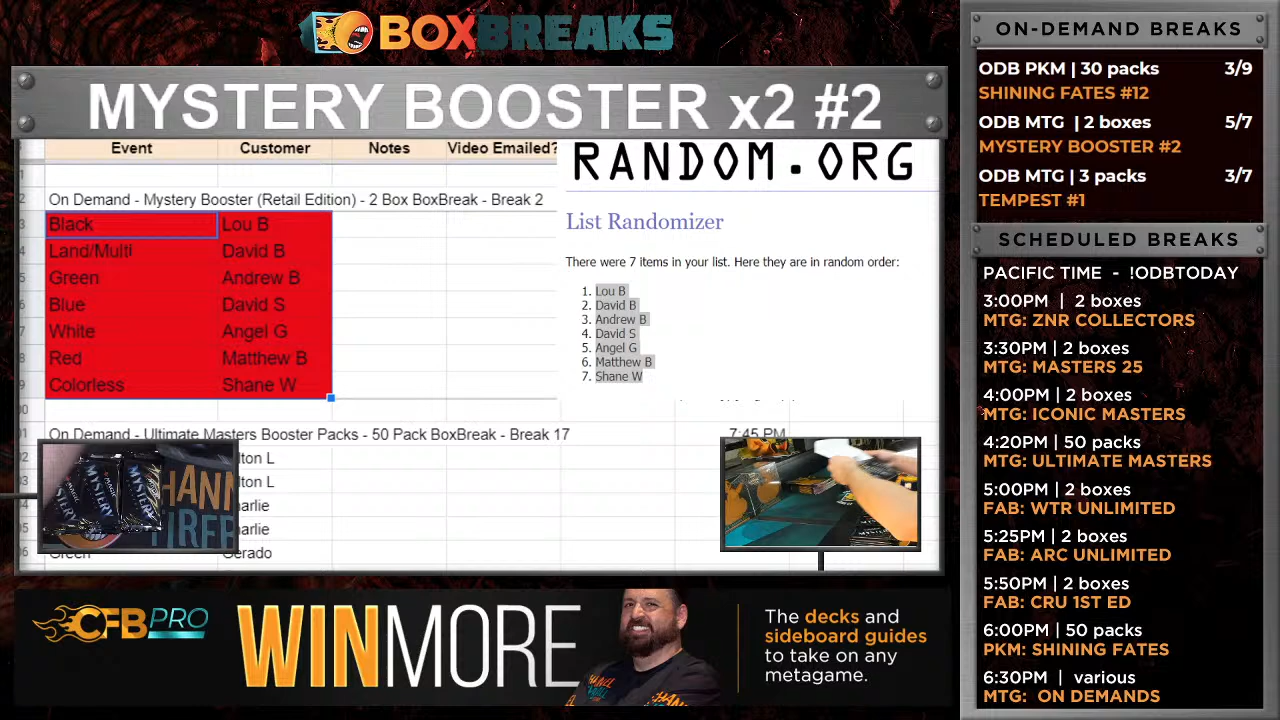 BOXBREAKS
MYSTERY BOOSTER x2 #2
Event Customer Notes Video Emailed?
On Demand - Mystery Booster (Retail Edition) - 2 Box BoxBreak - Break 2
Black Lou B
Land/Multi David B
Green Andrew B
Blue David S
White Angel G
Red Matthew B
Colorless Shane W
On Demand - Ultimate Masters Booster Packs - 50 Pack BoxBreak - Break 17 7:45 PM
lton L
lton L
harlie
harlie
Green Gerado
RANDOM.ORG
List Randomizer
There were 7 items in your list. Here they are in random order:
1. Lou B
2. David B
3. Andrew B
4. David S
5. Angel G
6. Matthew B
7. Shane W
MYSTERY MYSTERY
HANN
IREF
CFBPRO
WINMORE
The decks and
sideboard guides
to take on any
metagame.
ON-DEMAND BREAKS
ODB PKM | 30 packs 3/9
SHINING FATES #12
ODB MTG | 2 boxes 5/7
MYSTERY BOOSTER #2
ODB MTG | 3 packs 3/7
TEMPEST #1
SCHEDULED BREAKS
PACIFIC TIME - !ODBTODAY
3:00PM | 2 boxes
MTG: ZNR COLLECTORS
3:30PM | 2 boxes
MTG: MASTERS 25
4:00PM | 2 boxes
MTG: ICONIC MASTERS
4:20PM | 50 packs
MTG: ULTIMATE MASTERS
5:00PM | 2 boxes
FAB: WTR UNLIMITED
5:25PM | 2 boxes
FAB: ARC UNLIMITED
5:50PM | 2 boxes
FAB: CRU 1ST ED
6:00PM | 50 packs
PKM: SHINING FATES
6:30PM | various
MTG: ON DEMANDS